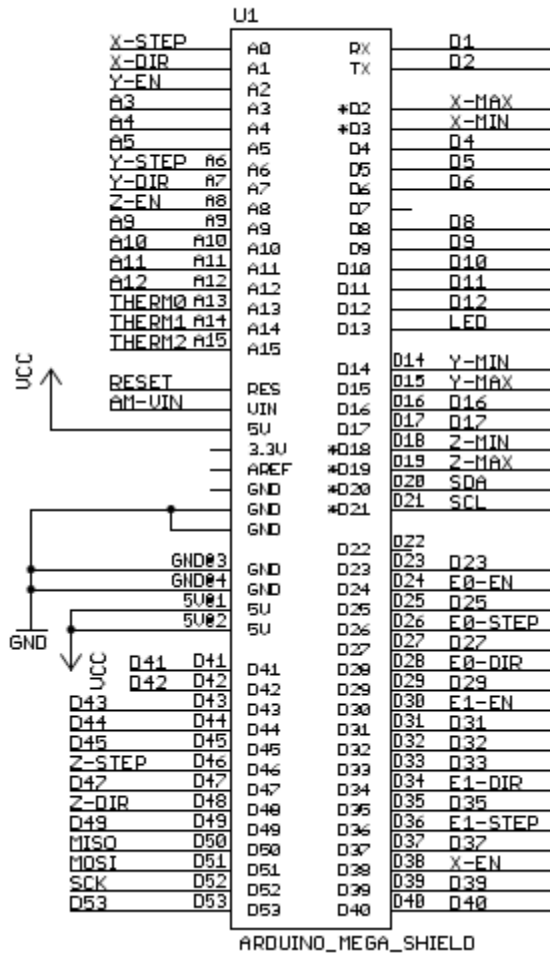 U1
X-STEP A0 RX D1
X-DIR A1 TX D2
Y-EN A2
A3 A3 *D2 X-MAX
A4 A4 *D3 X-MIN
A5 A5 D4 D4
Y-STEP A6 A6 D5 D5
Y-DIR A7 A7 D6 D6
Z-EN A8 A8 D7
A9 A9 A9 D8 D8
A10 A10 A10 D9 D9
A11 A11 A11 D10 D10
A12 A12 A12 D11 D11
THERM0 A13 A13 D12 D12
THERM1 A14 A14 D13 LED
THERM2 A15 A15
D14 D14 Y-MIN
VCC
RESET RES D15 D15 Y-MAX
AM-VIN VIN D16 D16 D16
5V D17 D17 D17
3.3V *D18 D18 Z-MIN
AREF *D19 D19 Z-MAX
GND *D20 D20 SDA
GND *D21 D21 SCL
GND
D22 D22
GND@3 GND D23 D23 D23
GND@4 GND D24 D24 E0-EN
5V@1 5V D25 D25 D25
5V@2 5V D26 D26 E0-STEP
GND
D27 D27 D27
VCC
D41 D41 D41 D28 D28 E0-DIR
D42 D42 D42 D29 D29 D29
D43 D43 D43 D30 D30 E1-EN
D44 D44 D44 D31 D31 D31
D45 D45 D45 D32 D32 D32
Z-STEP D46 D46 D33 D33 D33
D47 D47 D47 D34 D34 E1-DIR
Z-DIR D48 D48 D35 D35 D35
D49 D49 D49 D36 D36 E1-STEP
MISO D50 D50 D37 D37 D37
MOSI D51 D51 D38 D38 X-EN
SCK D52 D52 D39 D39 D39
D53 D53 D53 D40 D40 D40
ARDUINO_MEGA_SHIELD